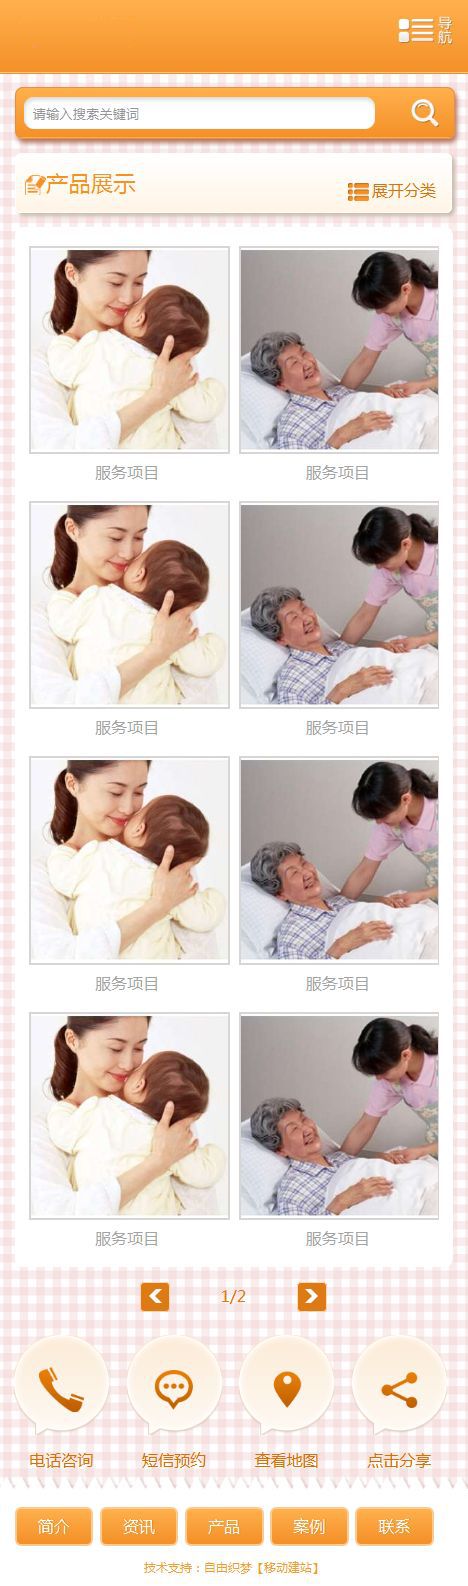 导航
请输入搜索关键词
产品展示
展开分类
服务项目 服务项目
服务项目 服务项目
服务项目 服务项目
服务项目 服务项目
1/2
电话咨询 短信预约 查看地图 点击分享
简介 资讯 产品 案例 联系
技术支持：自由织梦【移动建站】